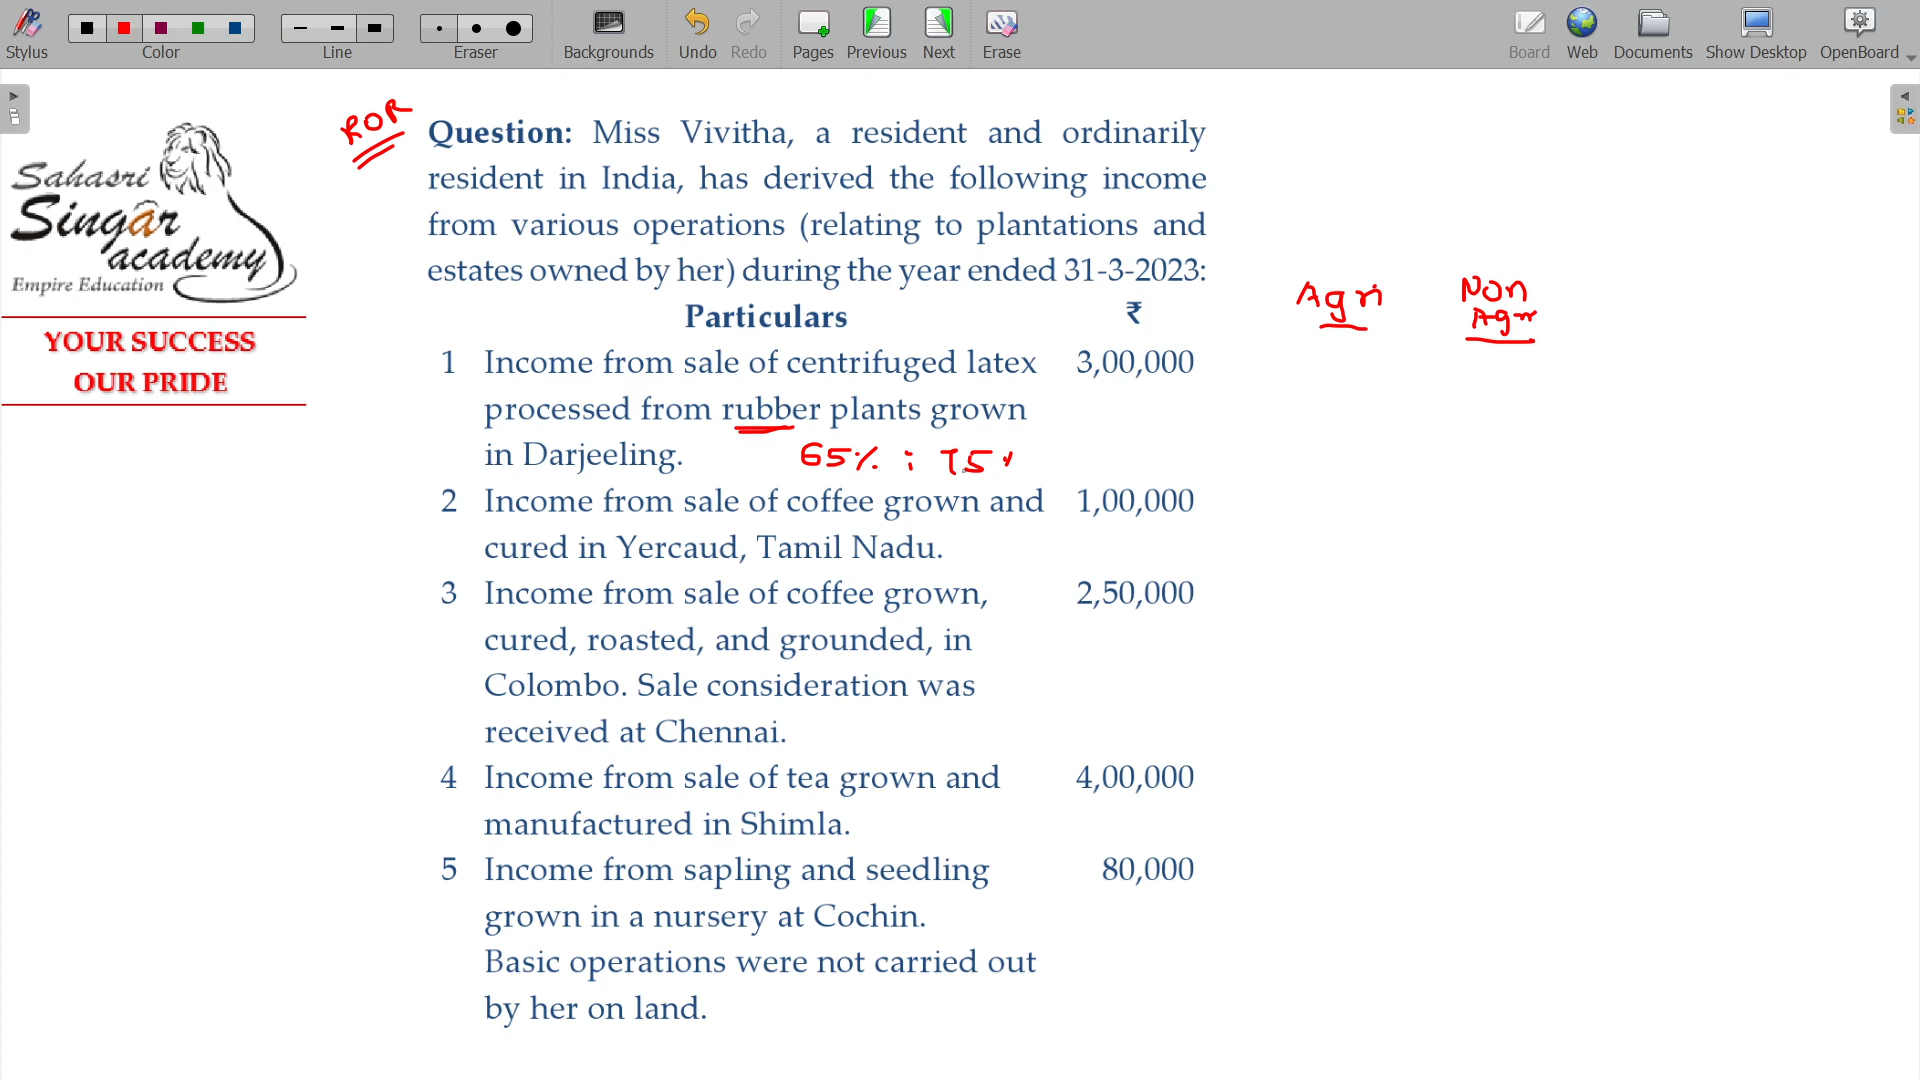 Stylus
Color
Line
Eraser
Backgrounds
Undo
Redo
Pages
Previous
Next
Erase
Board
Web
Documents
Show Desktop
OpenBoard
Sahasri
Singar
academy
Empire Education
YOUR SUCCESS
OUR PRIDE
ROR
Question: Miss Vivitha, a resident and ordinarily
resident in India, has derived the following income
from various operations (relating to plantations and
estates owned by her) during the year ended 31-3-2023:
Particulars ₹
1 Income from sale of centrifuged latex 3,00,000
processed from rubber plants grown
in Darjeeling. 65% :
2 Income from sale of coffee grown and 1,00,000
cured in Yercaud, Tamil Nadu.
3 Income from sale of coffee grown, 2,50,000
cured, roasted, and grounded, in
Colombo. Sale consideration was
received at Chennai.
4 Income from sale of tea grown and 4,00,000
manufactured in Shimla.
5 Income from sapling and seedling 80,000
grown in a nursery at Cochin.
Basic operations were not carried out
by her on land.
Agri
Non
Agri